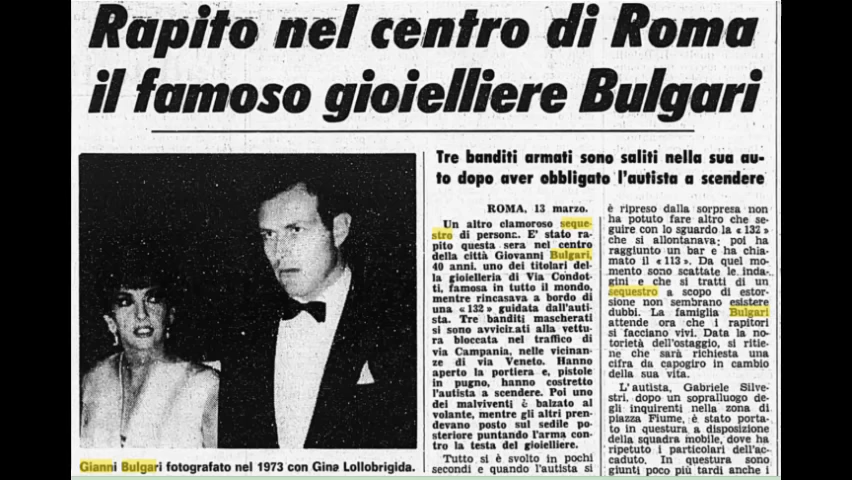 Rapito nel centro di Roma
il famoso gioielliere Bulgari
Tre banditi armati sono saliti nella sua au-
to dopo aver obbligato l'autista a scendere
ROMA, 13 marzo.
Un altro clamoroso seque-
stro di persona. E' stato ra-
pito questa sera nel centro
della città Giovanni Bulgari,
40 anni, uno dei titolari del-
la gioielleria di Via Condot-
ti, famosa in tutto il mondo,
mentre rincasava a bordo di
una «132» guidata dall'auti-
sta. Tre banditi mascherati
si sono avvicinati alla vettu-
ra bloccata nel traffico di
via Campania, nelle vicinan-
ze di via Veneto. Hanno
aperto la portiera e, pistole
in pugno, hanno costretto
l'autista a scendere. Poi uno
dei malviventi è balzato al
volante, mentre gli altri pren-
devano posto sul sedile po-
steriore puntando l'arma con-
tro la testa del gioielliere.
Tutto si è svolto in pochi
secondi e quando l'autista si
è ripreso dalla sorpresa non
ha potuto fare altro che se-
guire con lo sguardo la «132»
che si allontanava; poi ha
raggiunto un bar e ha chia-
mato il «113». Da quel mo-
mento sono scattate le inda-
gini e che si tratti di un
sequestro a scopo di estor-
sione non sembrano esistere
dubbi. La famiglia Bulgari
attende ora che i rapitori
si facciano vivi. Data la no-
torietà dell'ostaggio, si ritie-
ne che sarà richiesta una
cifra da capogiro in cambio
della sua vita.
L'autista, Gabriele Silve-
stri, dopo un sopralluogo de-
gli inquirenti nella zona di
piazza Fiume, è stato porta-
to in questura a disposizione
della squadra mobile, dove ha
ripetuto i particolari dell'ac-
caduto. In questura sono
giunti poco più tardi anche i
Gianni Bulgari fotografato nel 1973 con Gina Lollobrigida.